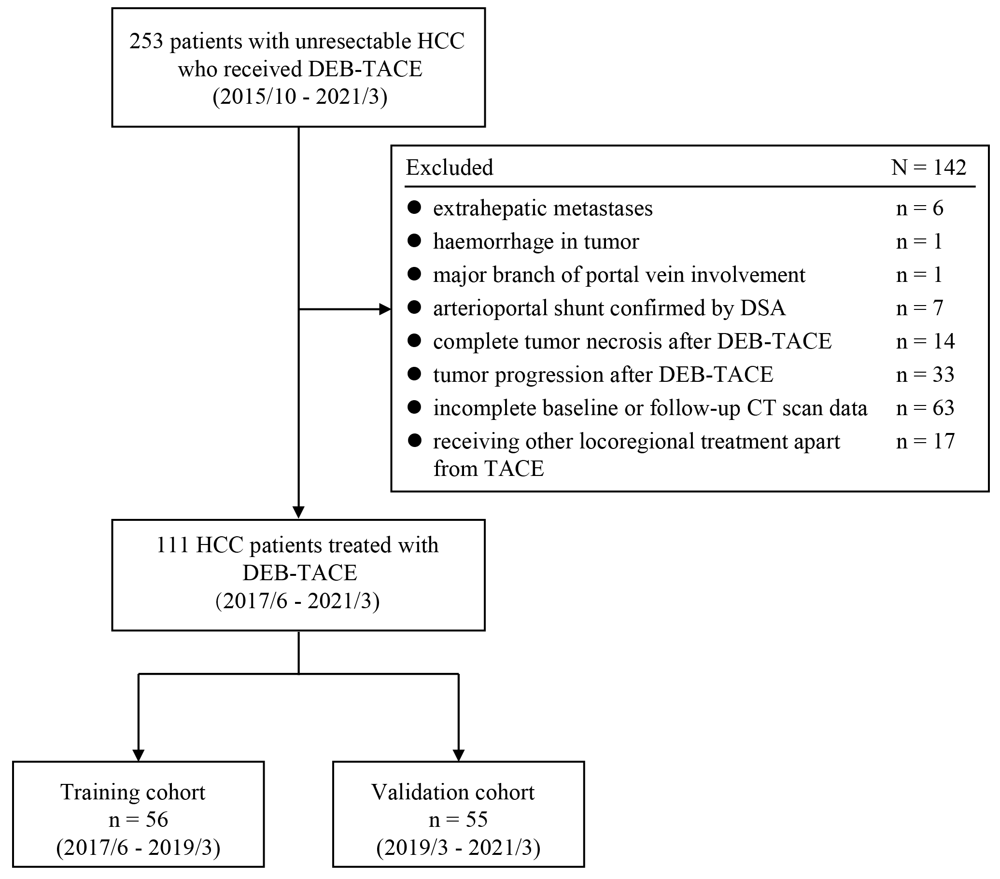 253 patients with unresectable HCC
who received DEB-TACE
(2015/10 - 2021/3)
Excluded N = 142
● extrahepatic metastases n = 6
● haemorrhage in tumor n = 1
● major branch of portal vein involvement n = 1
● arterioportal shunt confirmed by DSA n = 7
● complete tumor necrosis after DEB-TACE n = 14
● tumor progression after DEB-TACE n = 33
● incomplete baseline or follow-up CT scan data n = 63
● receiving other locoregional treatment apart n = 17
from TACE
111 HCC patients treated with
DEB-TACE
(2017/6 - 2021/3)
Training cohort
n = 56
(2017/6 - 2019/3)
Validation cohort
n = 55
(2019/3 - 2021/3)